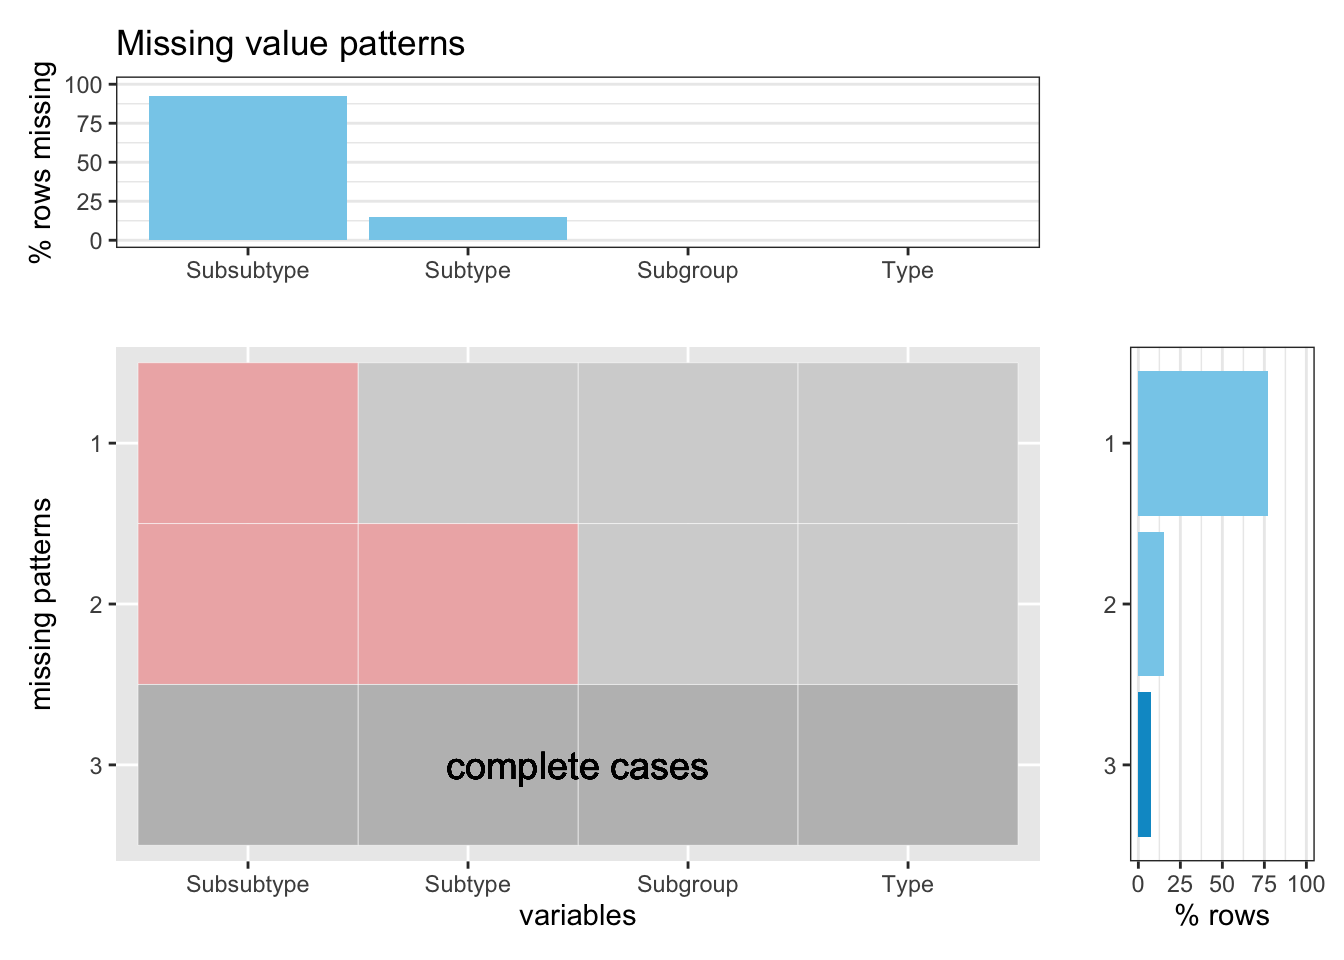 Missing value patterns
% rows missing
100
75
50
25
0
Subsubtype Subtype Subgroup Type
missing patterns
1
2
3
complete cases
Subsubtype Subtype Subgroup Type
variables
1
2
3
0 25 50 75 100
% rows